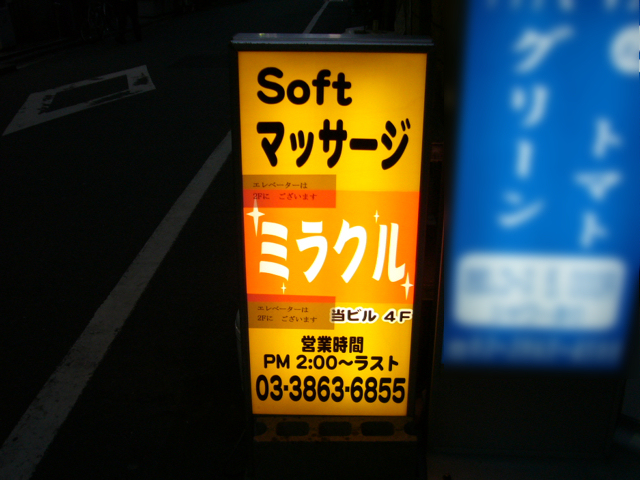 Soft
マッサージ
エレベーターは
2Fに ございます
ミラクル
エレベーターは
2Fに ございます
当ビル 4F
営業時間
PM 2:00～ラスト
03-3863-6855
グリーン
トマト